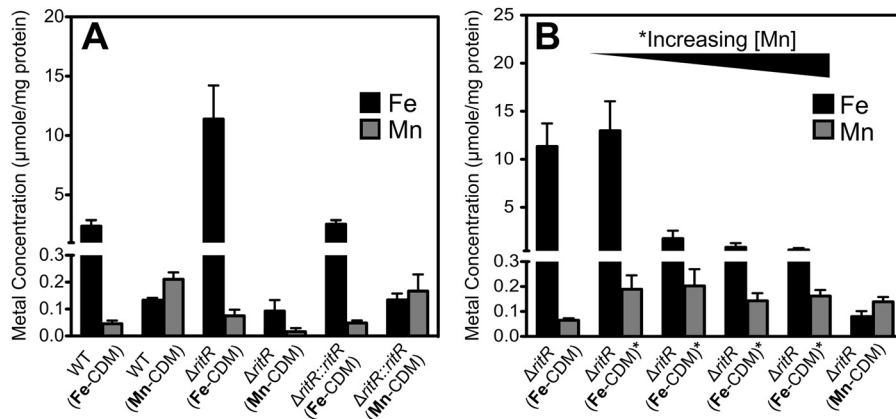 A
Metal Concentration (µmole/mg protein)
20
15
10
5
0.3
0.2
0.1
0.0
Fe
Mn
WT
(Fe-CDM)
WT
(Mn-CDM)
ΔritR
(Fe-CDM)
ΔritR
(Mn-CDM)
ΔritR::ritR
(Fe-CDM)
ΔritR::ritR
(Mn-CDM)
B
*Increasing [Mn]
Metal Concentration (µmole/mg protein)
25
20
15
10
5
0.3
0.2
0.1
0.0
Fe
Mn
ΔritR
(Fe-CDM)
ΔritR
(Fe-CDM)*
ΔritR
(Fe-CDM)*
ΔritR
(Fe-CDM)*
ΔritR
(Fe-CDM)*
ΔritR
(Mn-CDM)